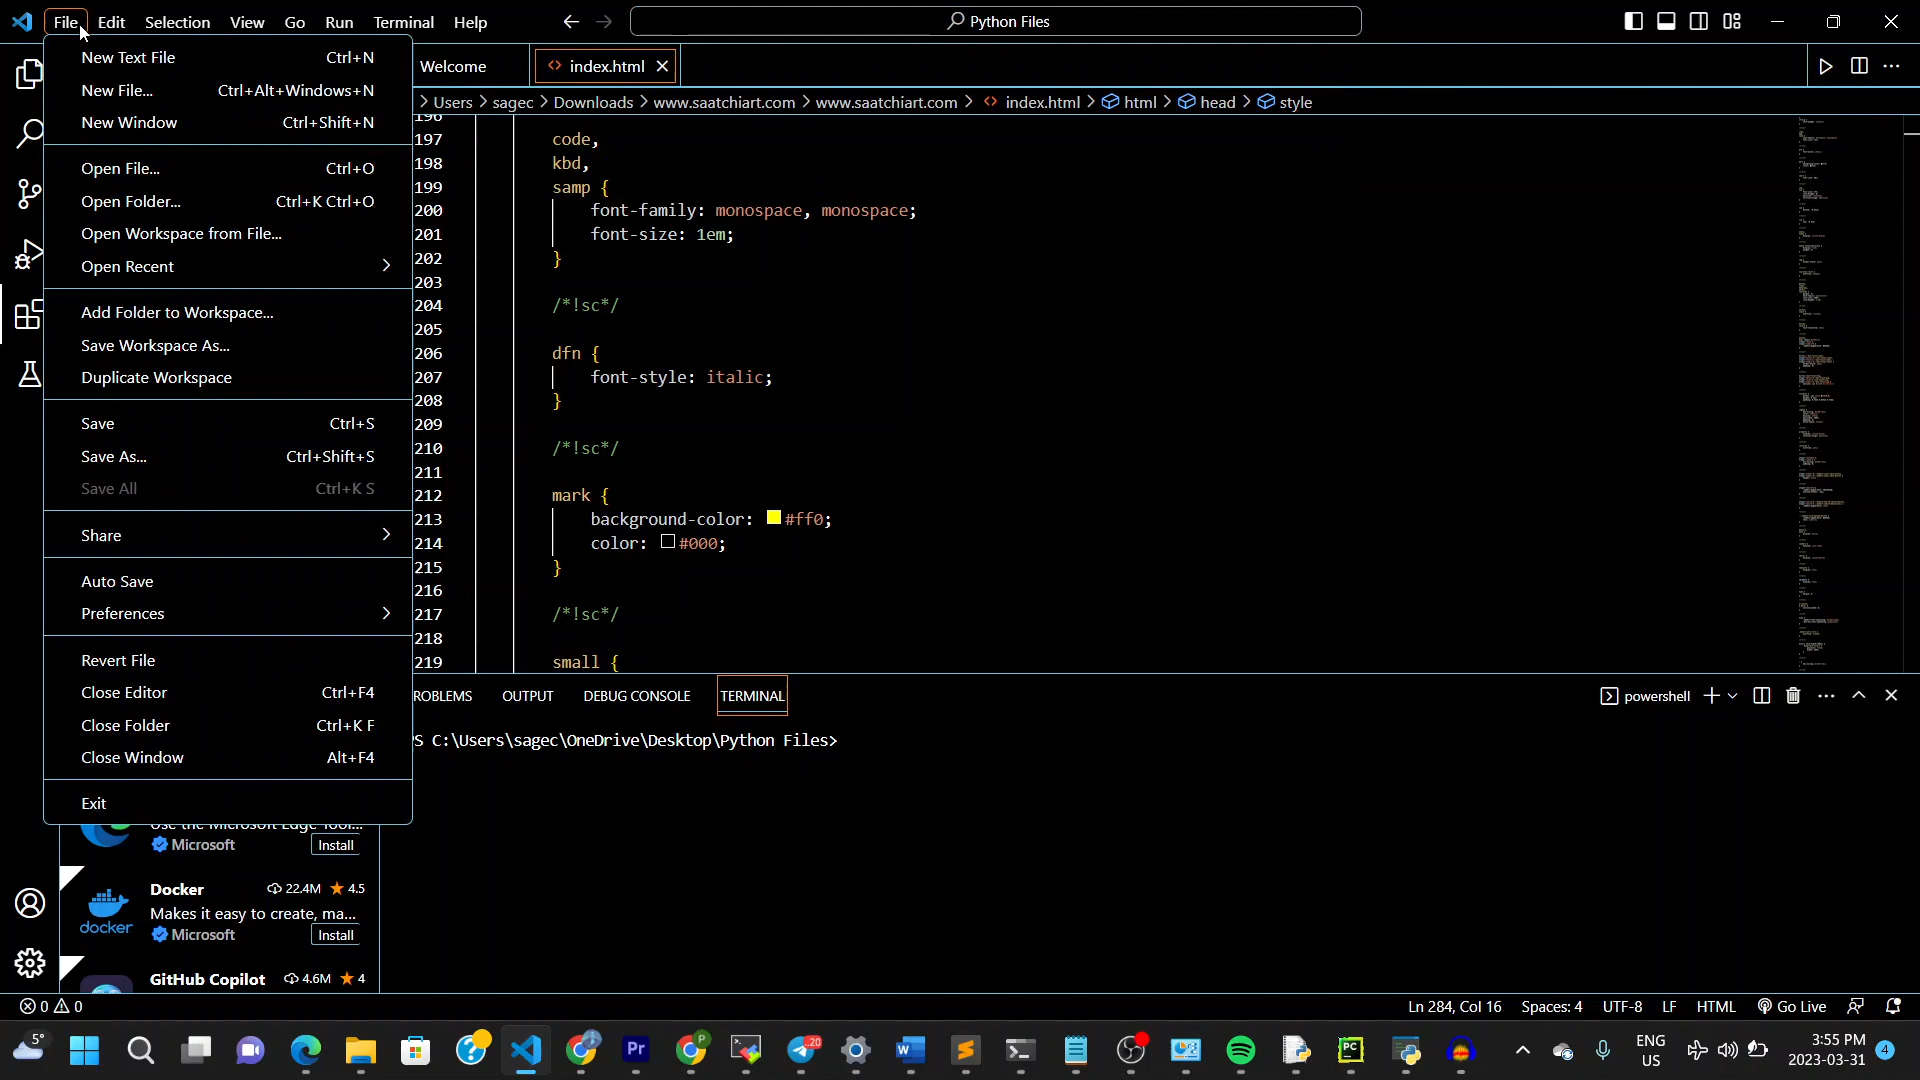 File Edit Selection View Go Run Terminal Help
Python Files
New Text File Ctrl+N
New File... Ctrl+Alt+Windows+N
New Window Ctrl+Shift+N
Open File... Ctrl+O
Open Folder... Ctrl+K Ctrl+O
Open Workspace from File...
Open Recent
Add Folder to Workspace...
Save Workspace As...
Duplicate Workspace
Save Ctrl+S
Save As... Ctrl+Shift+S
Save All Ctrl+K S
Share
Auto Save
Preferences
Revert File
Close Editor Ctrl+F4
Close Folder Ctrl+K F
Close Window Alt+F4
Exit
Welcome
index.html
> Users > sagec > Downloads > www.saatchiart.com > www.saatchiart.com > index.html > html > head > style
196
197 code,
198 kbd,
199 samp {
200 font-family: monospace, monospace;
201 font-size: 1em;
202 }
203
204 /*!sc*/
205
206 dfn {
207 font-style: italic;
208 }
209
210 /*!sc*/
211
212 mark {
213 background-color: #ff0;
214 color: #000;
215 }
216
217 /*!sc*/
218
219 small {
ROBLEMS OUTPUT DEBUG CONSOLE TERMINAL
powershell
PS C:\Users\sagec\OneDrive\Desktop\Python Files>
Use the Microsoft Edge Tool...
Microsoft Install
Docker 22.4M 4.5
Makes it easy to create, ma...
docker
Microsoft Install
GitHub Copilot 4.6M 4
0 0
Ln 284, Col 16 Spaces: 4 UTF-8 LF HTML Go Live
5°
Pr
P
20
PC
ENG
US
3:55 PM
2023-03-31
4